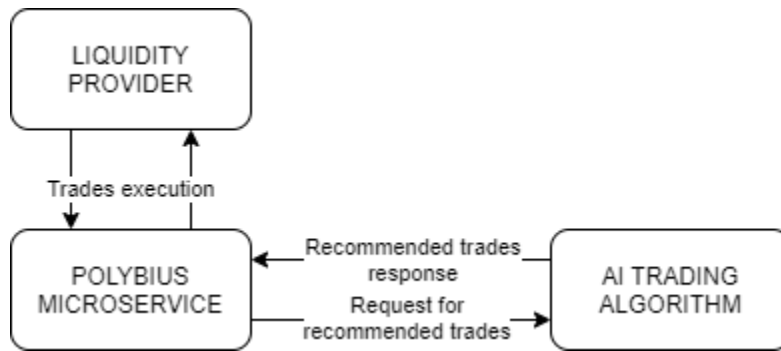 LIQUIDITY
PROVIDER
Trades execution
POLYBIUS
MICROSERVICE
Recommended trades
response
Request for
recommended trades
AI TRADING
ALGORITHM